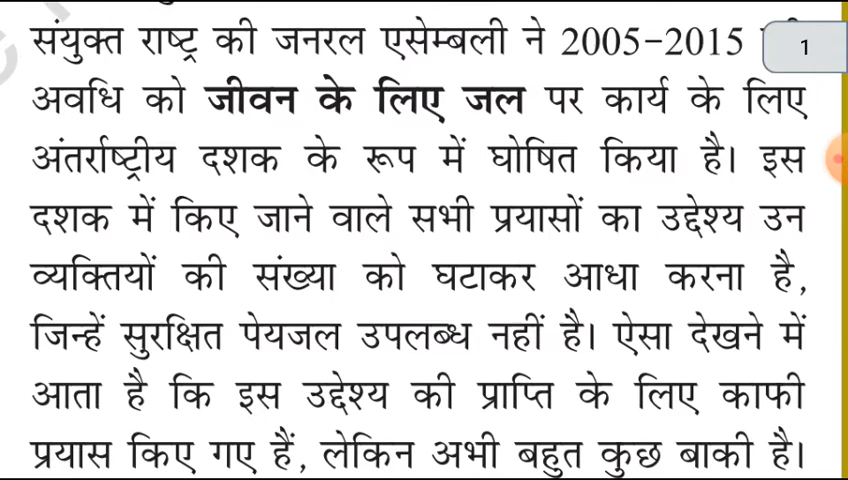 संयुक्त राष्ट्र की जनरल एसेम्बली ने 2005-2015
1
अवधि को जीवन के लिए जल पर कार्य के लिए
अंतर्राष्ट्रीय दशक के रूप में घोषित किया है। इस
दशक में किए जाने वाले सभी प्रयासों का उद्देश्य उन
व्यक्तियों की संख्या को घटाकर आधा करना है,
जिन्हें सुरक्षित पेयजल उपलब्ध नहीं है। ऐसा देखने में
आता है कि इस उद्देश्य की प्राप्ति के लिए काफी
प्रयास किए गए हैं, लेकिन अभी बहुत कुछ बाकी है।